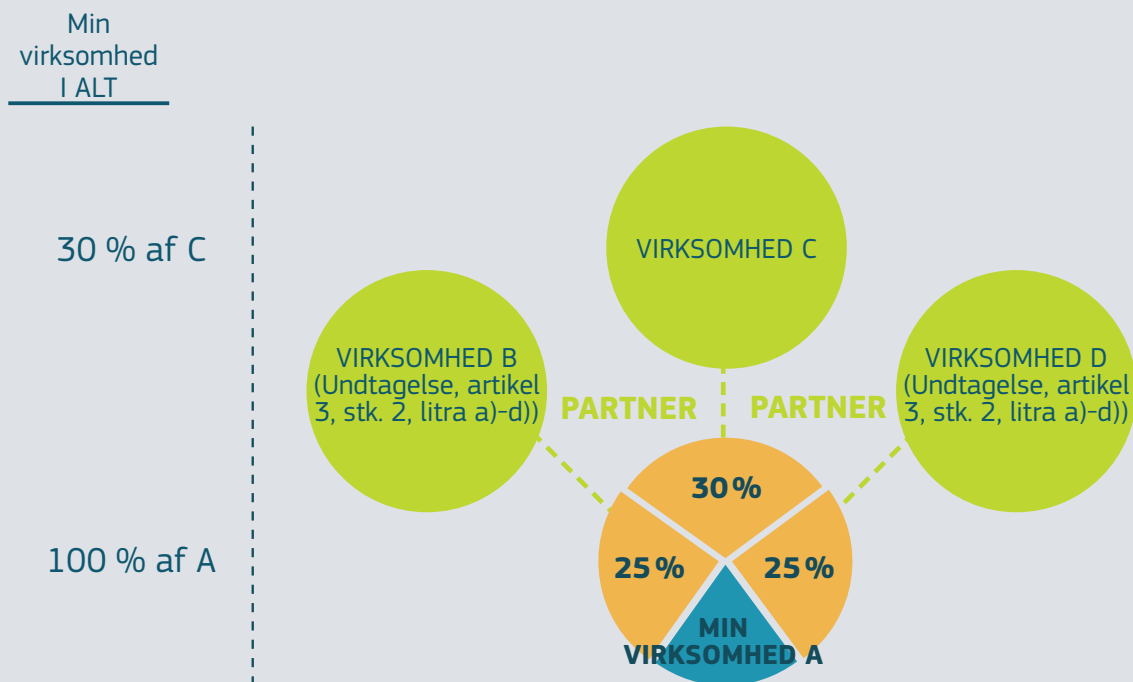 Min
virksomhed
I ALT
30 % af C
100 % af A
VIRKSOMHED C
VIRKSOMHED B
(Undtagelse, artikel
3, stk. 2, litra a)-d))
VIRKSOMHED D
(Undtagelse, artikel
3, stk. 2, litra a)-d))
PARTNER
PARTNER
30 %
25 %
25 %
MIN
VIRKSOMHED A